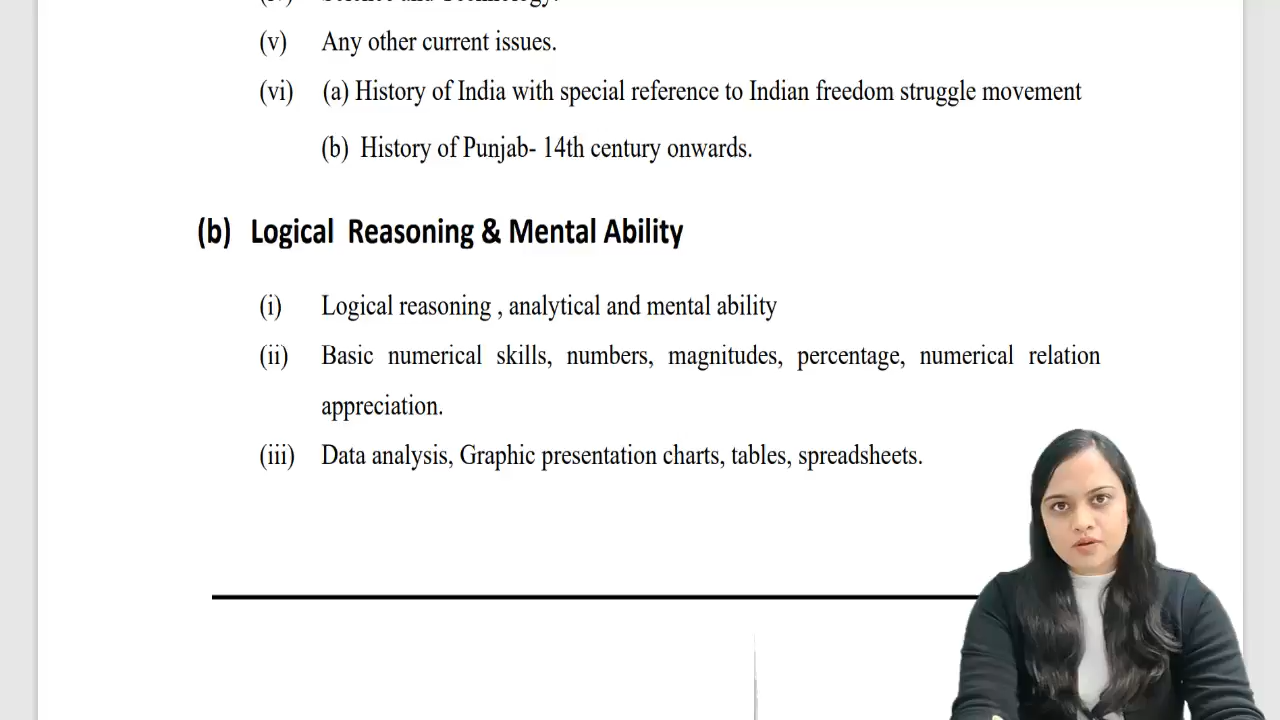 (v) Any other current issues.
(vi) (a) History of India with special reference to Indian freedom struggle movement
(b) History of Punjab- 14th century onwards.
(b) Logical Reasoning & Mental Ability
(i) Logical reasoning , analytical and mental ability
(ii) Basic numerical skills, numbers, magnitudes, percentage, numerical relation
appreciation.
(iii) Data analysis, Graphic presentation charts, tables, spreadsheets.